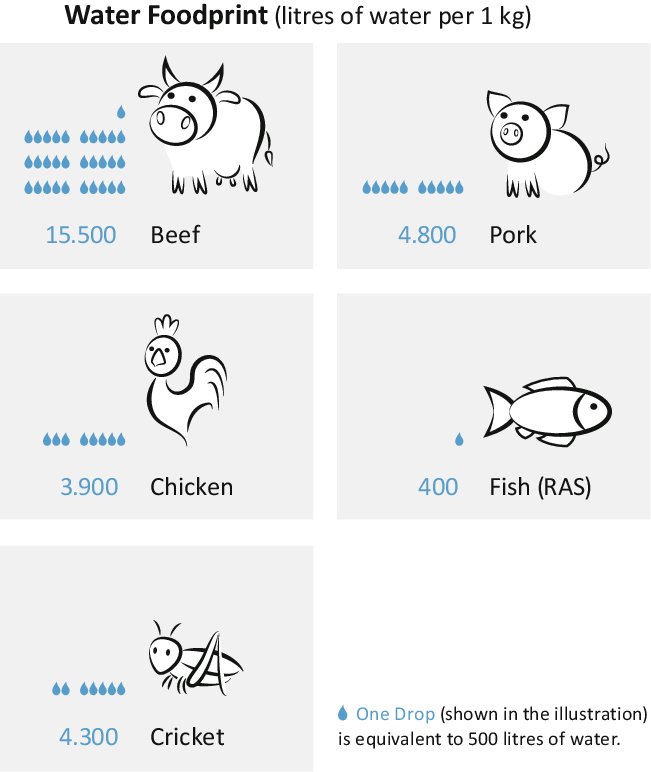 Water Foodprint (litres of water per 1 kg)
15.500 Beef
4.800 Pork
3.900 Chicken
400 Fish (RAS)
4.300 Cricket
One Drop (shown in the illustration)
is equivalent to 500 litres of water.